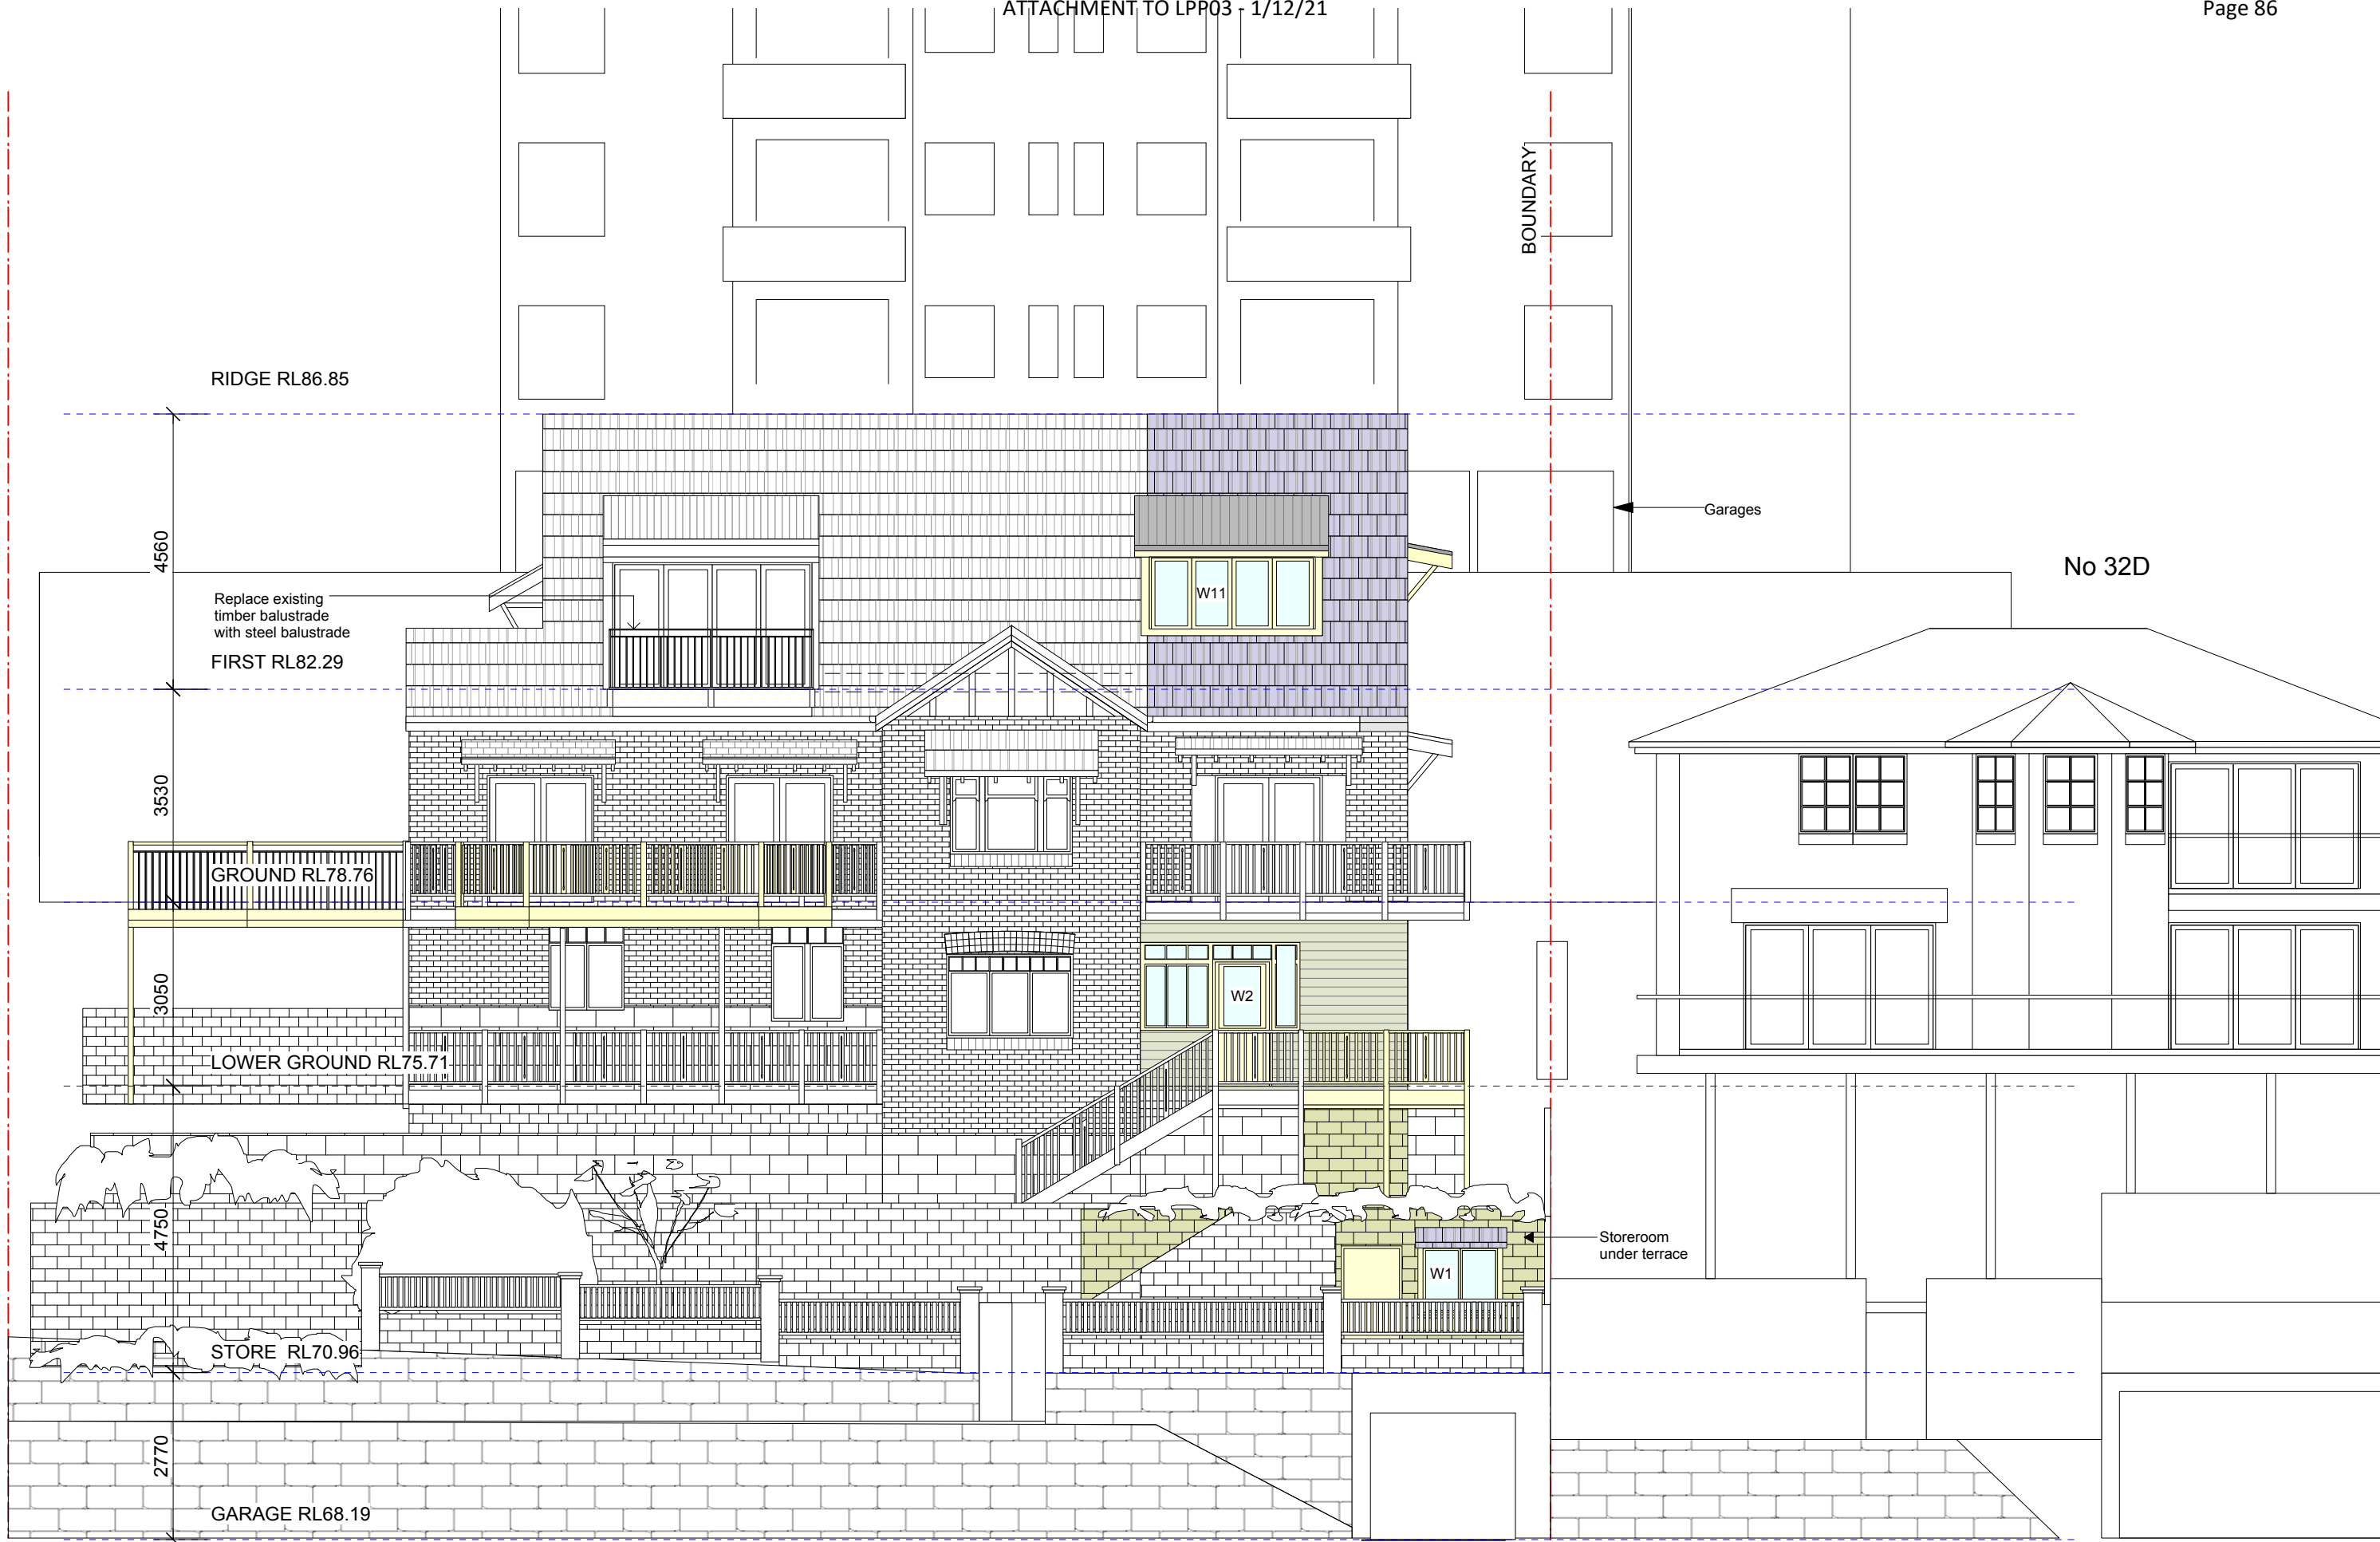 ATTACHMENT TO LPP03 - 1/12/21
Page 86
BOUNDARY
RIDGE RL86.85
4560
Garages
No 32D
Replace existing
timber balustrade
with steel balustrade
W11
FIRST RL82.29
3530
GROUND RL78.76
3050
W2
LOWER GROUND RL75.71
4750
Storeroom
under terrace
W1
STORE RL70.96
2770
GARAGE RL68.19